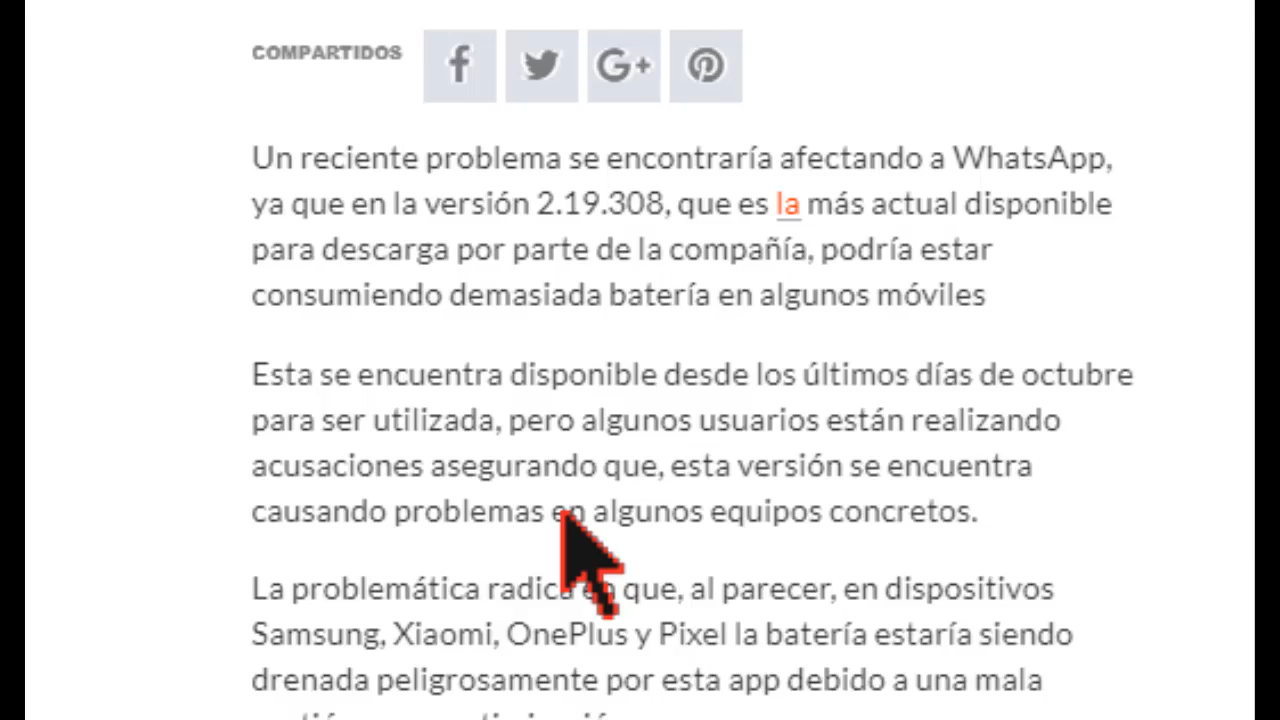 COMPARTIDOS
Un reciente problema se encontraría afectando a WhatsApp,
ya que en la versión 2.19.308, que es la más actual disponible
para descarga por parte de la compañía, podría estar
consumiendo demasiada batería en algunos móviles
Esta se encuentra disponible desde los últimos días de octubre
para ser utilizada, pero algunos usuarios están realizando
acusaciones asegurando que, esta versión se encuentra
causando problemas en algunos equipos concretos.
La problemática radica en que, al parecer, en dispositivos
Samsung, Xiaomi, OnePlus y Pixel la batería estaría siendo
drenada peligrosamente por esta app debido a una mala